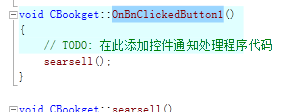 void CBookget::OnBnClickedButton1()
{
// TODO: 在此添加控件通知处理程序代码
searsell();
}
void CBookget::searsell()